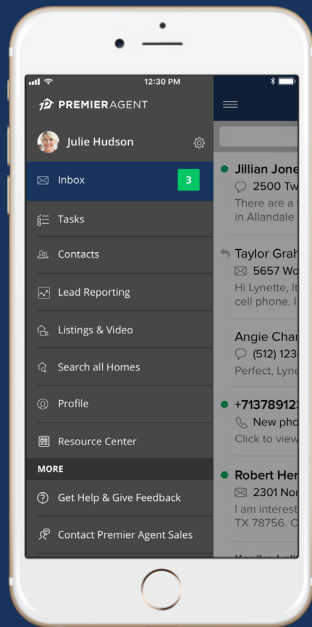 12:30 PM
PREMIERAGENT
Julie Hudson
Inbox 3
Tasks
Contacts
Lead Reporting
Listings & Video
Search all Homes
Profile
Resource Center
MORE
Get Help & Give Feedback
Contact Premier Agent Sales
Jillian Jone
2500 Tw
There are a
in Allandale
Taylor Grah
5657 Wo
Hi Lynette, It
cell phone. I
Angie Char
(512) 123
Perfect, Lyne
+713789123
New pho
Click to view
Robert Her
2301 Nor
I am interest
TX 78756. C